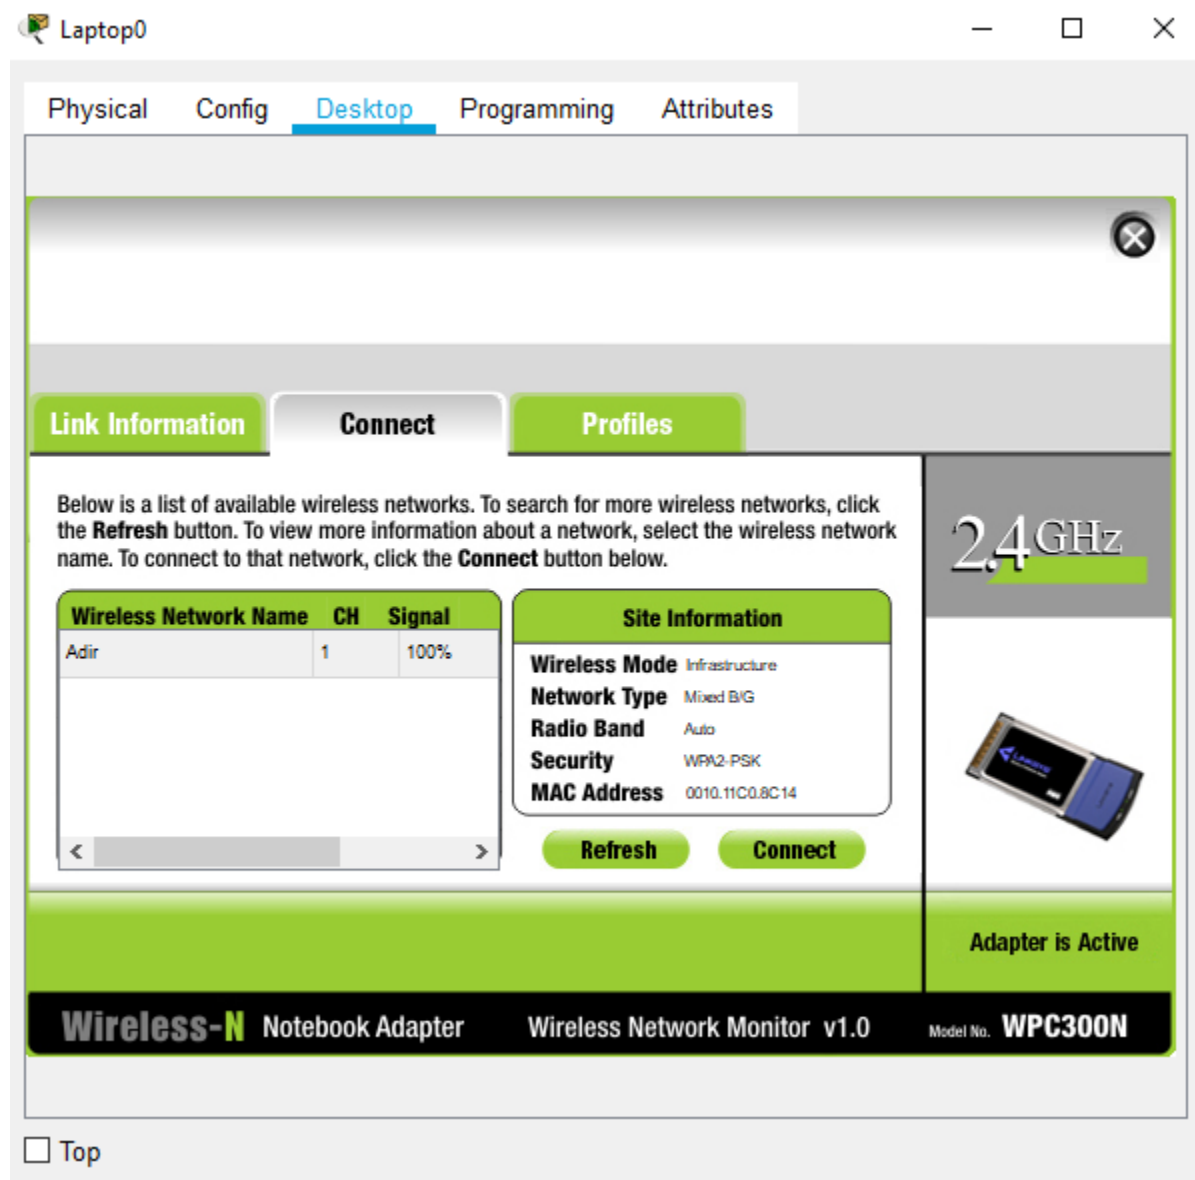 Laptop0
Physical Config Desktop Programming Attributes
Link Information Connect Profiles
Below is a list of available wireless networks. To search for more wireless networks, click
the Refresh button. To view more information about a network, select the wireless network
name. To connect to that network, click the Connect button below.
2.4GHz
Wireless Network Name CH Signal
Adir 1 100%
Site Information
Wireless Mode Infrastructure
Network Type Mixed B/G
Radio Band Auto
Security WPA2-PSK
MAC Address 0010.11C0.8C14
Refresh Connect
LINKSYS
Adapter is Active
Wireless-N Notebook Adapter Wireless Network Monitor v1.0 Model No. WPC300N
Top